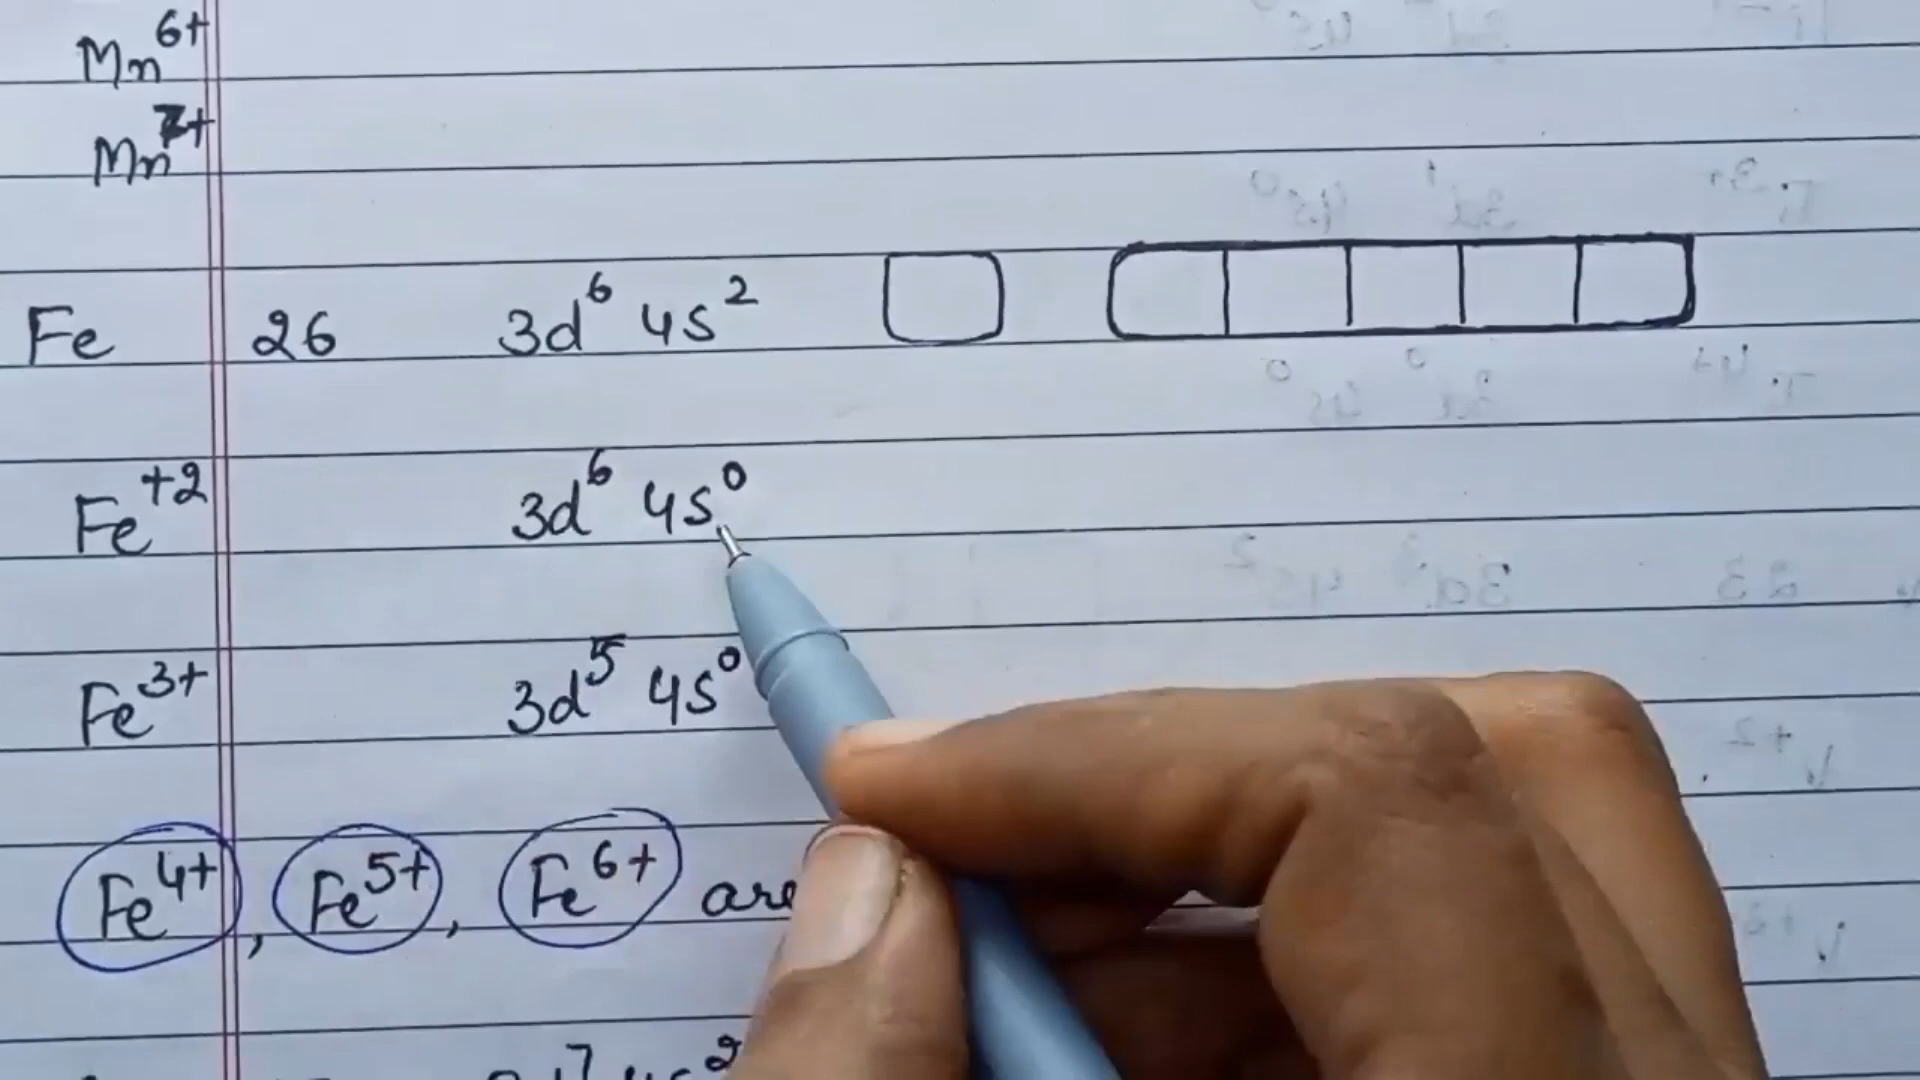 Mn6+
Mn7+
Fe 26 3d6 4s2
Fe+2 3d6 4s0
Fe3+ 3d5 4s0
Fe4+, Fe5+, Fe6+ are